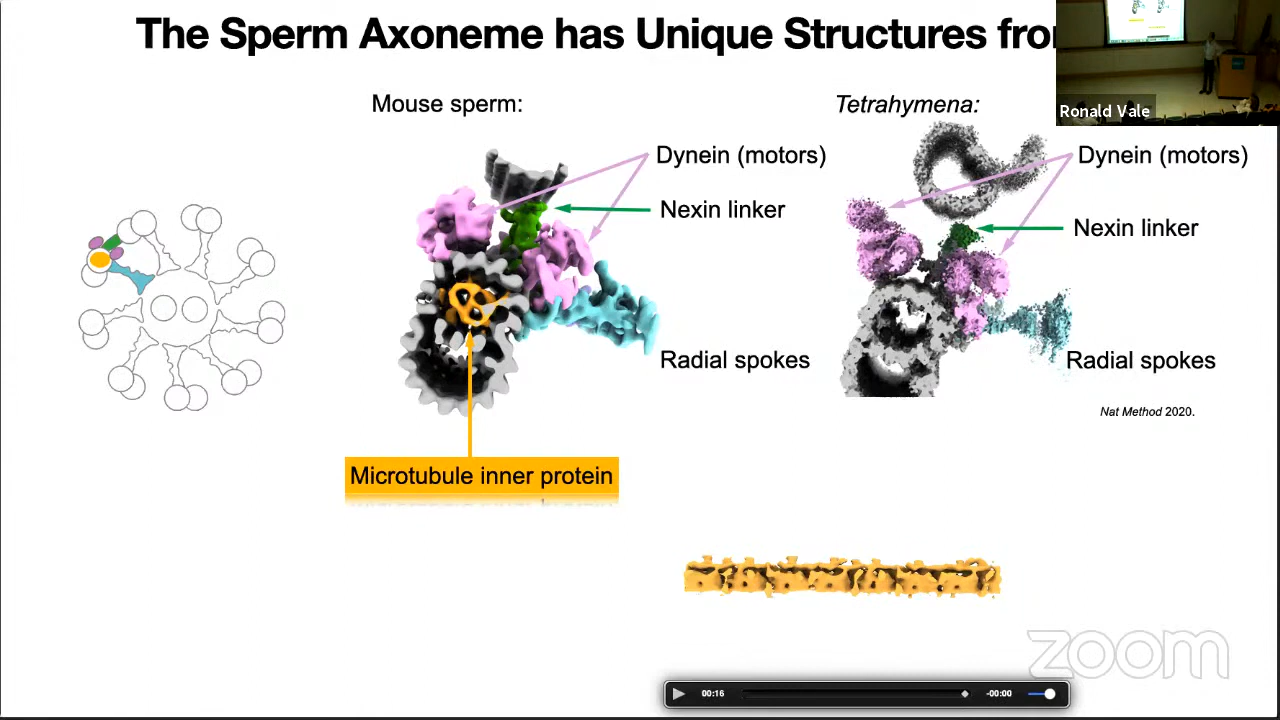 The Sperm Axoneme has Unique Structures from
Ronald Vale
Mouse sperm:
Tetrahymena:
Dynein (motors)
Dynein (motors)
Nexin linker
Nexin linker
Radial spokes
Radial spokes
Nat Method 2020.
Microtubule inner protein
zoom
00:16
-00:00